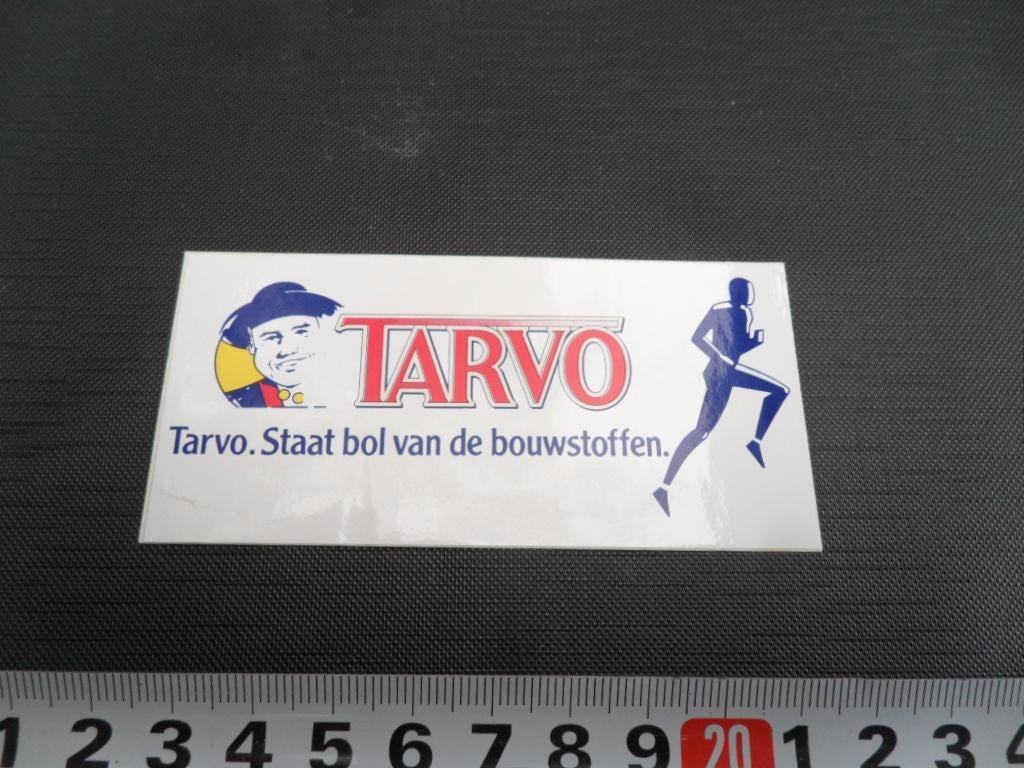 TARVO
Tarvo. Staat bol van de bouwstoffen.
1 2 3 4 5 6 7 8 9 20 1 2 3 4